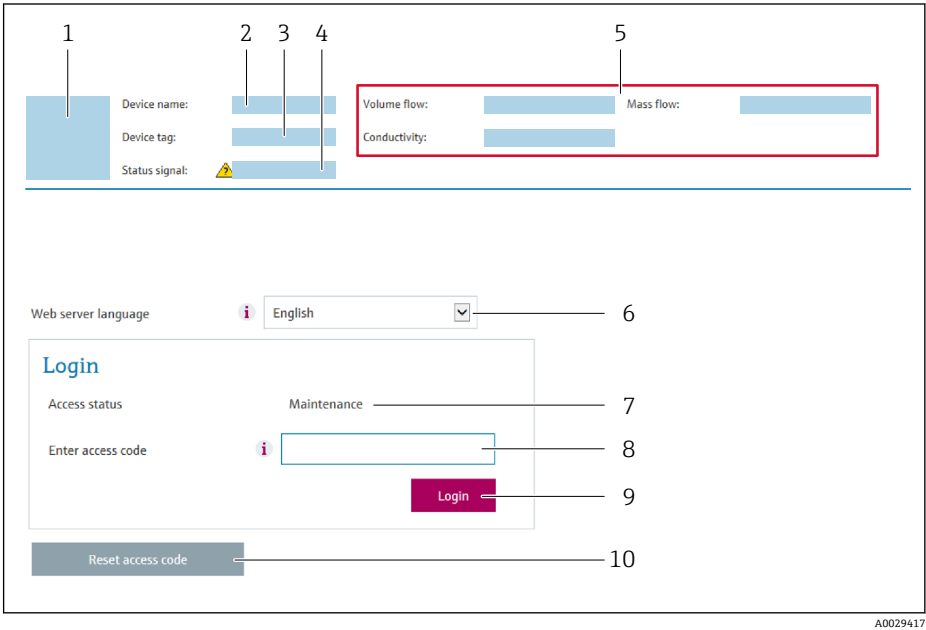 1 2 3 4 5
Device name: Volume flow: Mass flow:
Device tag: Conductivity:
Status signal: ?
Web server language i English 6
Login
Access status Maintenance 7
Enter access code i 8
Login 9
Reset access code 10
A0029417